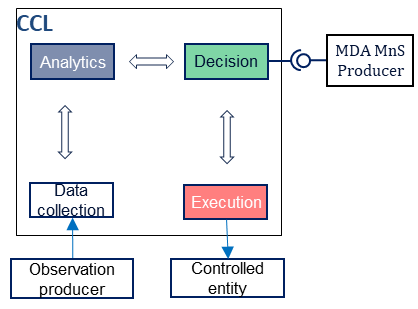 CCL
Analytics
Decision
MDA MnS
Producer
Data
collection
Execution
Observation
producer
Controlled
entity